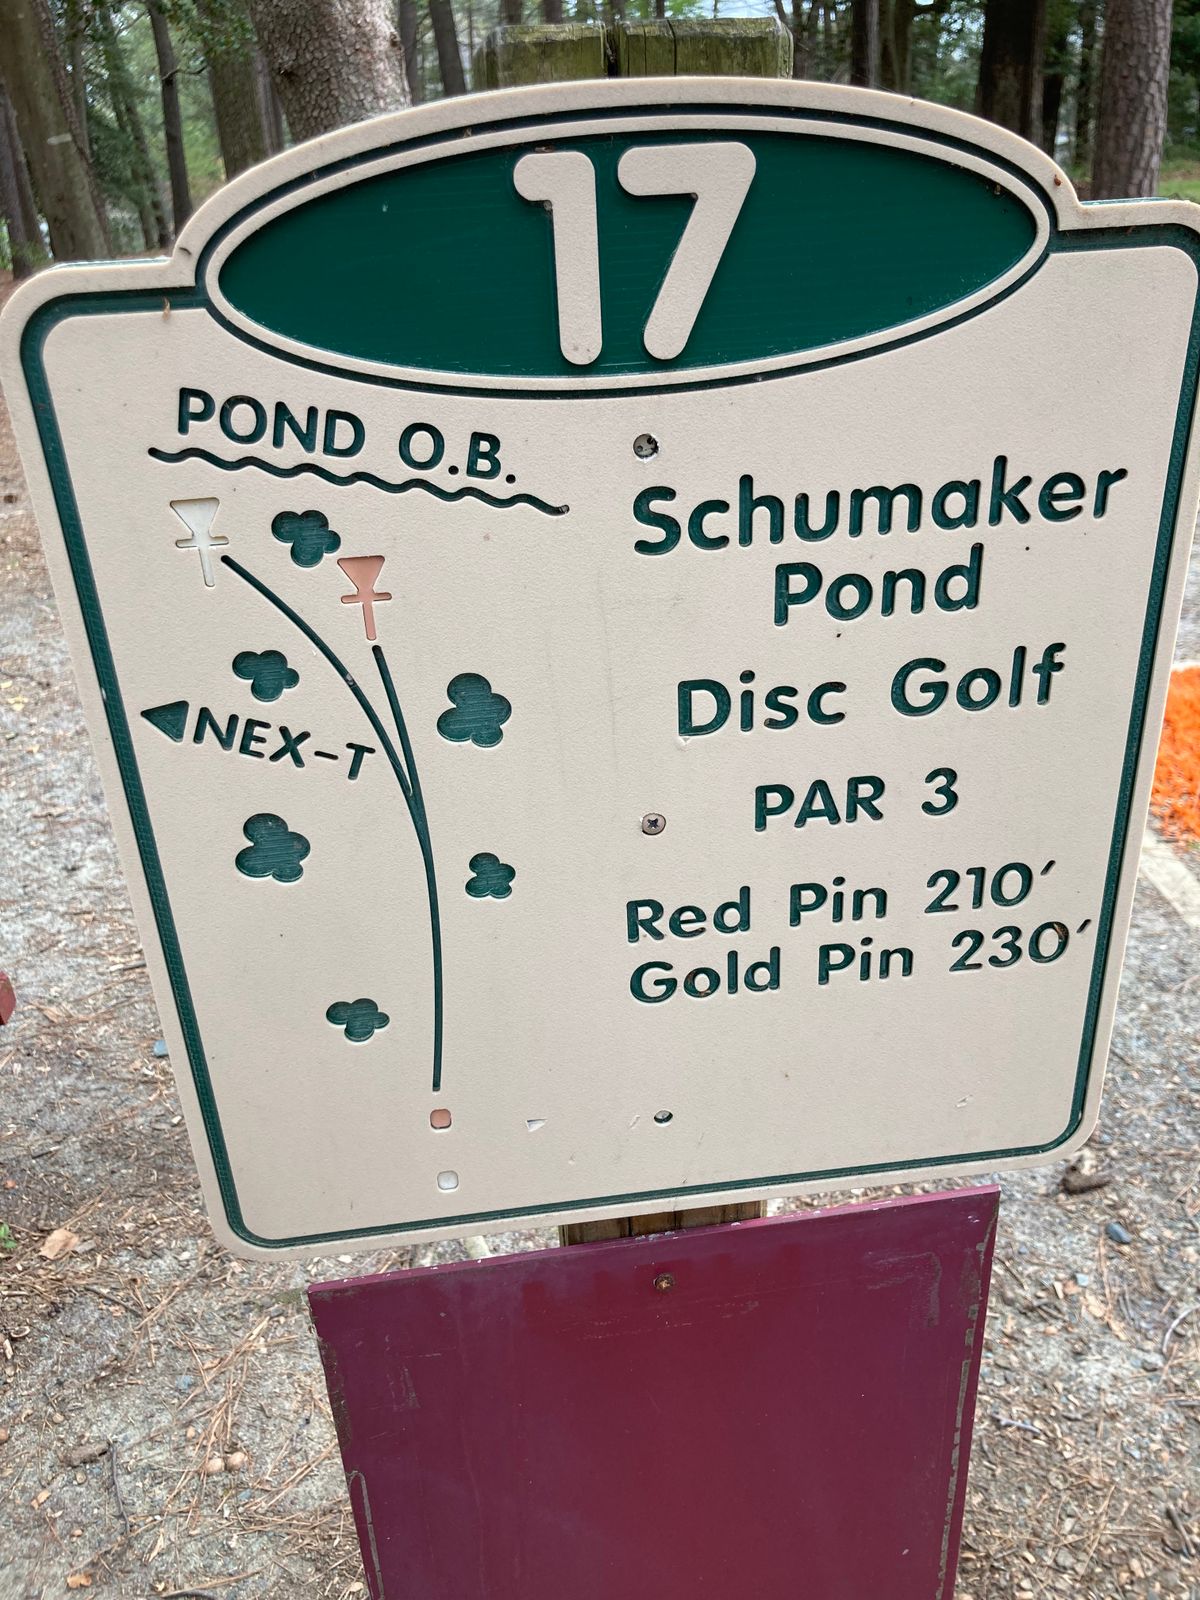 17
POND O.B.
NEX-T
Schumaker
Pond
Disc Golf
PAR 3
Red Pin 210′
Gold Pin 230′